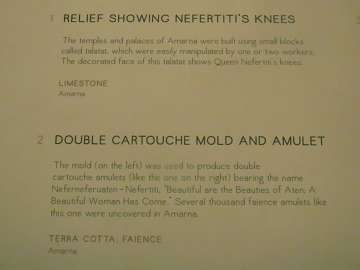 1 RELIEF SHOWING NEFERTITI'S KNEES
The temples and palaces of Amarna were built using small blocks
called talatat, which were easily manipulated by one or two workers.
The decorated face of this talatat shows Queen Nefertiti's knees.
LIMESTONE
Amarna
2 DOUBLE CARTOUCHE MOLD AND AMULET
The mold (on the left) was used to produce double
cartouche amulets (like the one on the right) bearing the name
Neferneferuaten-Nefertiti, "Beautiful are the Beauties of Aten; A
Beautiful Woman Has Come." Several thousand faience amulets like
this one were uncovered in Amarna.
TERRA COTTA; FAIENCE
Amarna